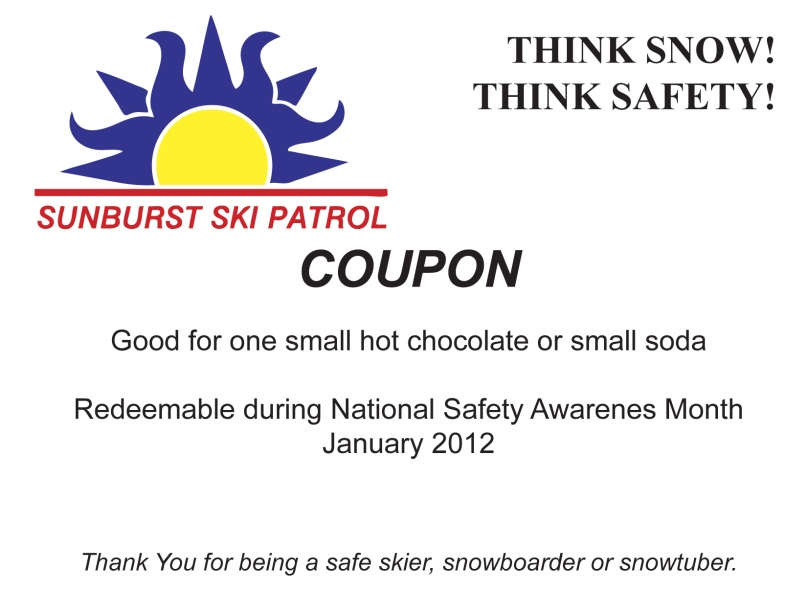 THINK SNOW!
THINK SAFETY!
SUNBURST SKI PATROL
COUPON
Good for one small hot chocolate or small soda
Redeemable during National Safety Awarenes Month
January 2012
Thank You for being a safe skier, snowboarder or snowtuber.